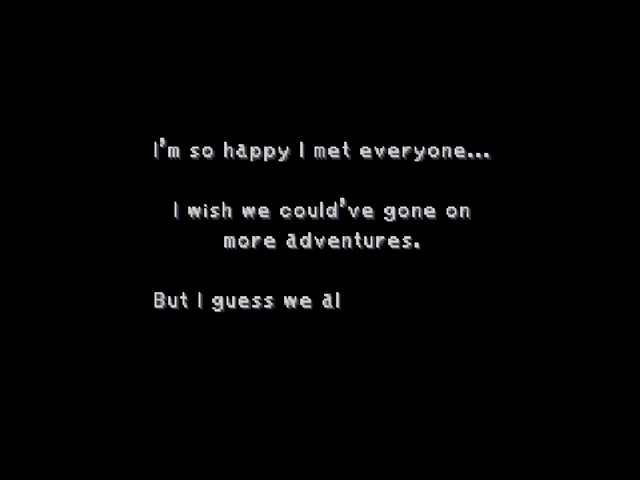 I'm so happy I met everyone...
I wish we could've gone on
more adventures.
But I guess we al